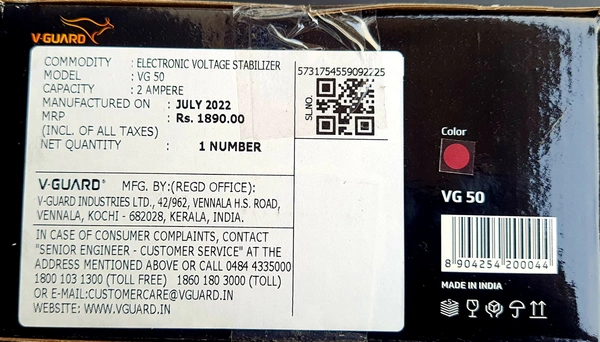 V-GUARD
COMMODITY : ELECTRONIC VOLTAGE STABILIZER
MODEL : VG 50
CAPACITY : 2 AMPERE
MANUFACTURED ON : JULY 2022
MRP : Rs. 1890.00
(INCL. OF ALL TAXES)
NET QUANTITY : 1 NUMBER
5731754559092225
SL.NO.
V-GUARD® MFG. BY:(REGD OFFICE):
V-GUARD INDUSTRIES LTD., 42/962, VENNALA H.S. ROAD,
VENNALA, KOCHI - 682028, KERALA, INDIA.
IN CASE OF CONSUMER COMPLAINTS, CONTACT
"SENIOR ENGINEER - CUSTOMER SERVICE" AT THE
ADDRESS MENTIONED ABOVE OR CALL 0484 4335000
1800 103 1300 (TOLL FREE) 1860 180 3000 (TOLL)
OR E-MAIL:CUSTOMERCARE@VGUARD.IN
WEBSITE: WWW.VGUARD.IN
Color
VG 50
8 904254 200044
MADE IN INDIA